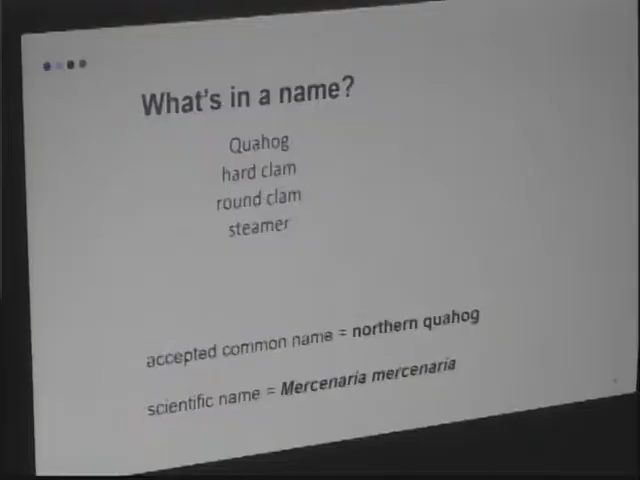 What's in a name?
Quahog
hard clam
round clam
steamer
accepted common name = northern quahog
scientific name = Mercenaria mercenaria